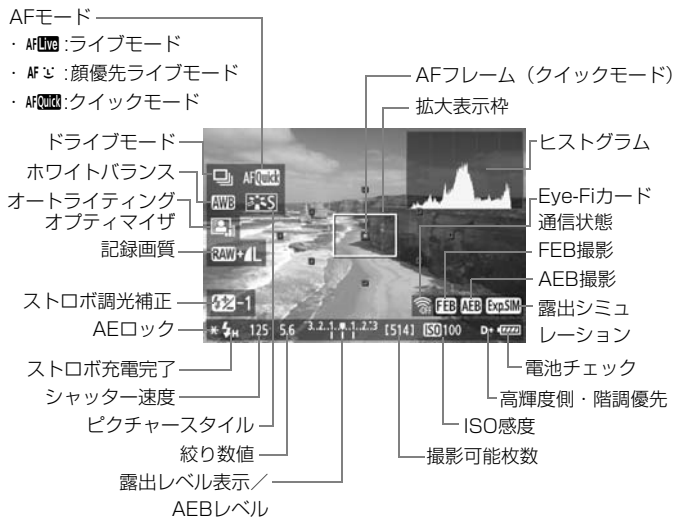 AFモード
・ AF Live :ライブモード
・ AF :顔優先ライブモード
・ AF Quick :クイックモード
ドライブモード
ホワイトバランス
オートライティング
オプティマイザ
記録画質
ストロボ調光補正
AEロック
ストロボ充電完了
シャッター速度
ピクチャースタイル
絞り数値
露出レベル表示／
AEBレベル
AFフレーム（クイックモード）
拡大表示枠
ヒストグラム
Eye-Fiカード
通信状態
FEB撮影
AEB撮影
露出シミュ
レーション
電池チェック
高輝度側・階調優先
ISO感度
撮影可能枚数
AF Quick
AWB S
RAW+L
-1
FEB AEB Exp.SIM
H 125 5.6 3..2..1..1..2..3 [514] ISO 100 D+